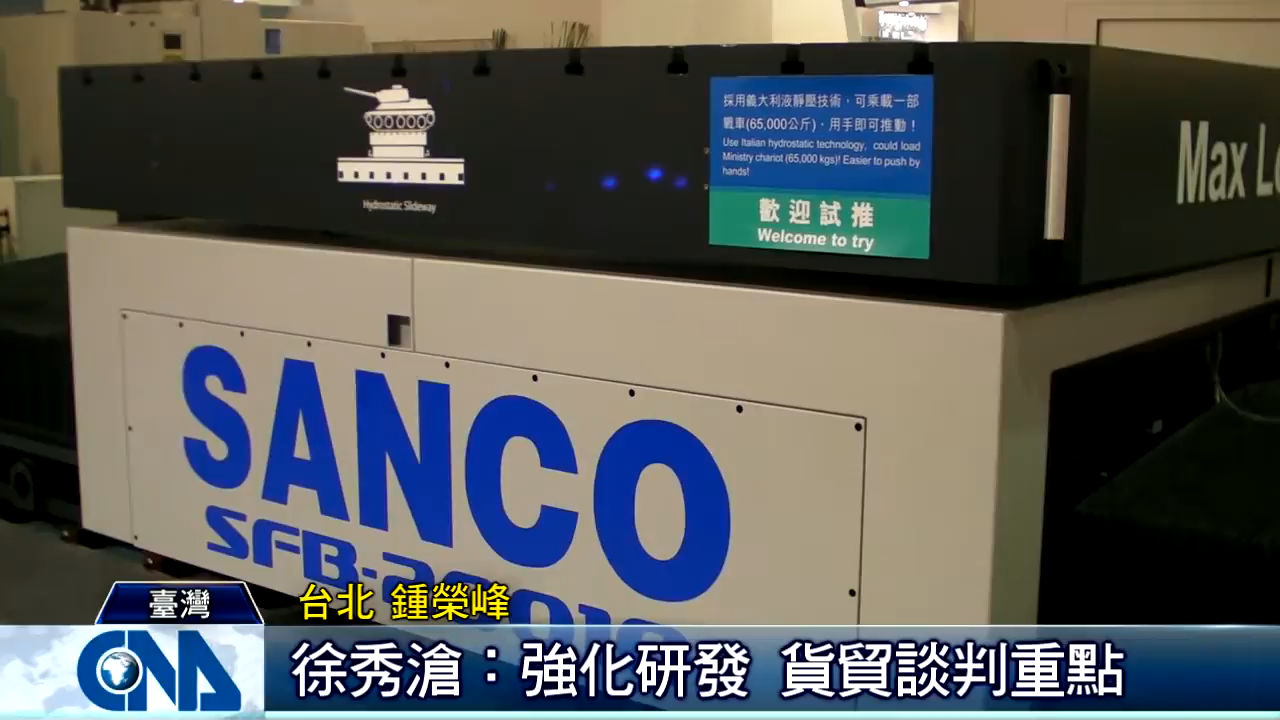 採用義大利液靜壓技術，可乘載一部
戰車(65,000公斤)，用手即可推動！
Use Italian hydrostatic technology, could load
Ministry chariot (65,000 kgs)! Easier to push by
hands!
歡迎試推
Welcome to try
Hydrostatic Slideway
Max
SANCO
臺灣
台北 鍾榮峰
CNA
徐秀滄：強化研發 貨貿談判重點